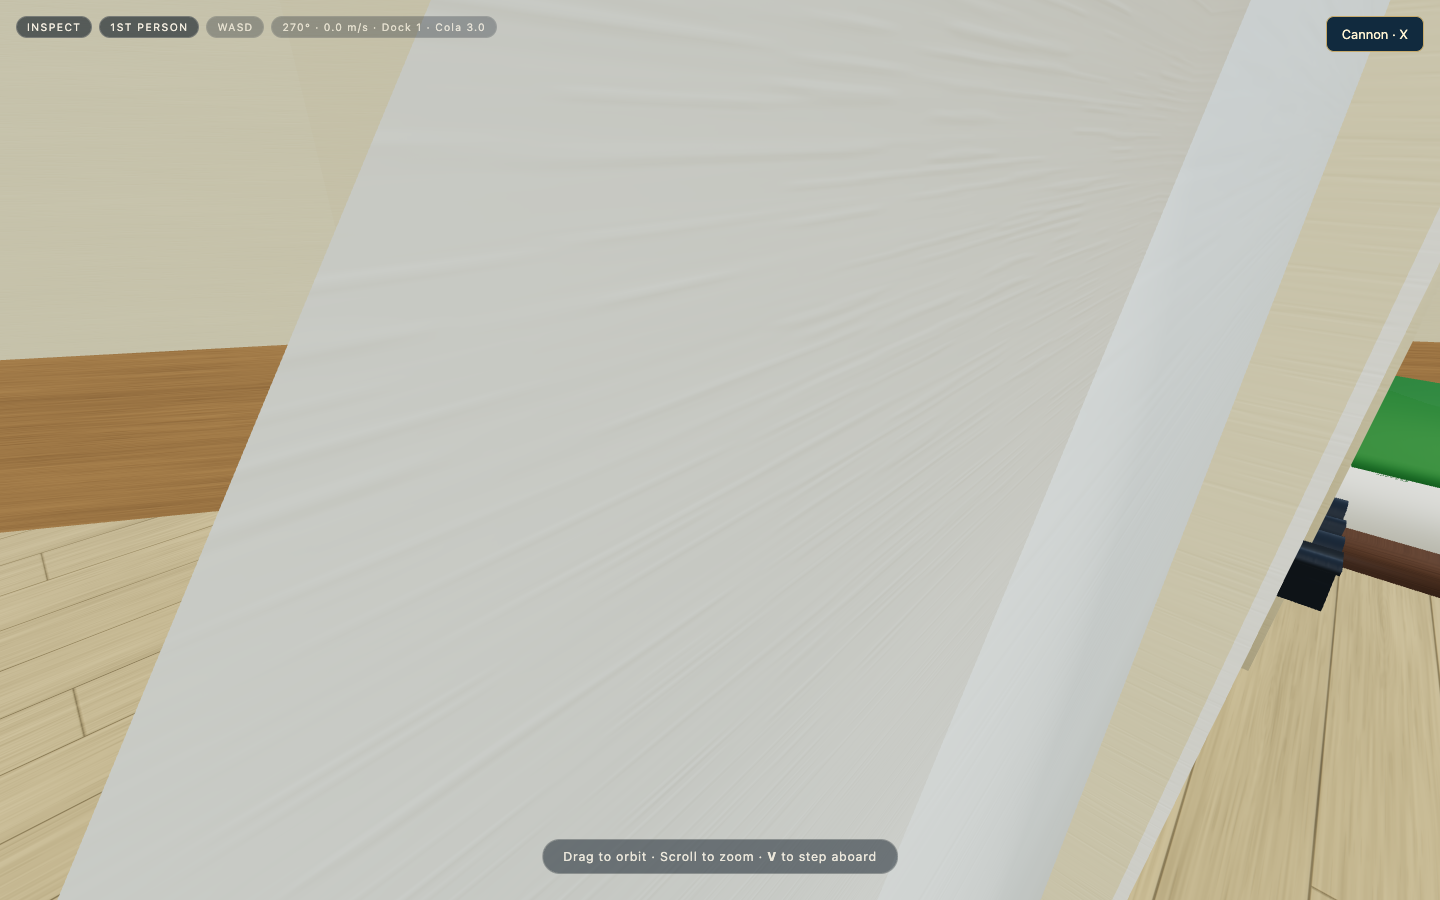 INSPECT
1ST PERSON
WASD
270° · 0.0 m/s · Dock 1 · Cola 3.0
Cannon · X
Drag to orbit · Scroll to zoom · V to step aboard